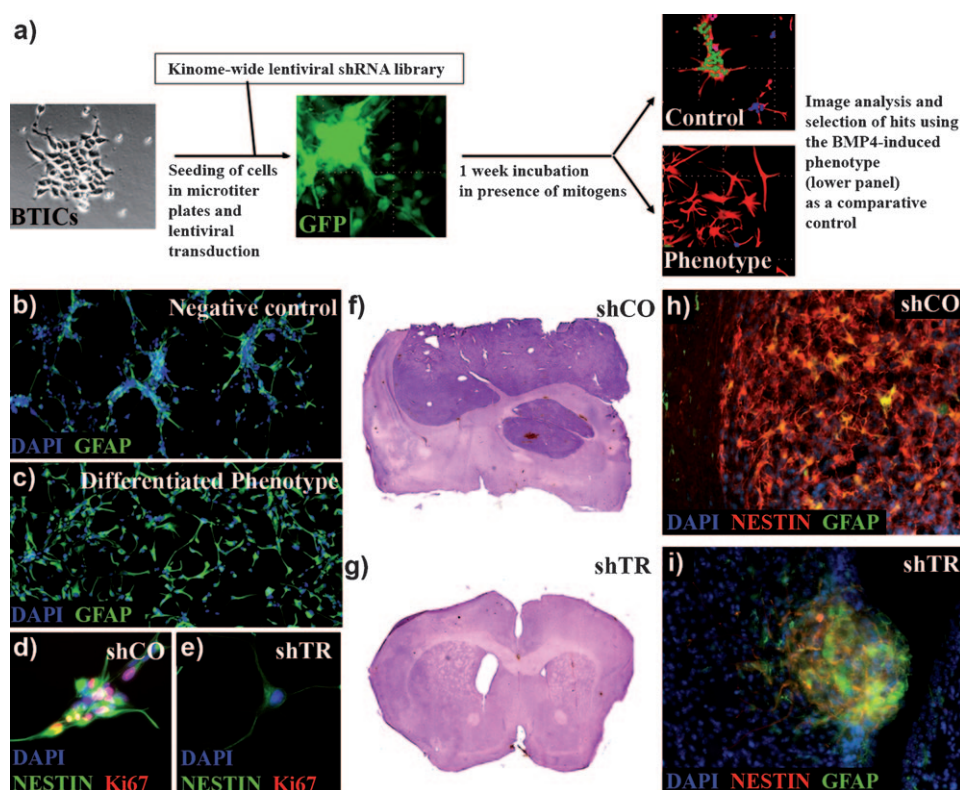 a)
Kinome-wide lentiviral shRNA library
BTICs
Seeding of cells
in microtiter
plates and
lentiviral
transduction
GFP
1 week incubation
in presence of mitogens
Control
Phenotype
Image analysis and
selection of hits using
the BMP4-induced
phenotype
(lower panel)
as a comparative
control
b)
Negative control
DAPI GFAP
c)
Differentiated Phenotype
DAPI GFAP
d)
shCO
DAPI
NESTIN Ki67
e)
shTR
DAPI
NESTIN Ki67
f)
shCO
g)
shTR
h)
shCO
DAPI NESTIN GFAP
i)
shTR
DAPI NESTIN GFAP